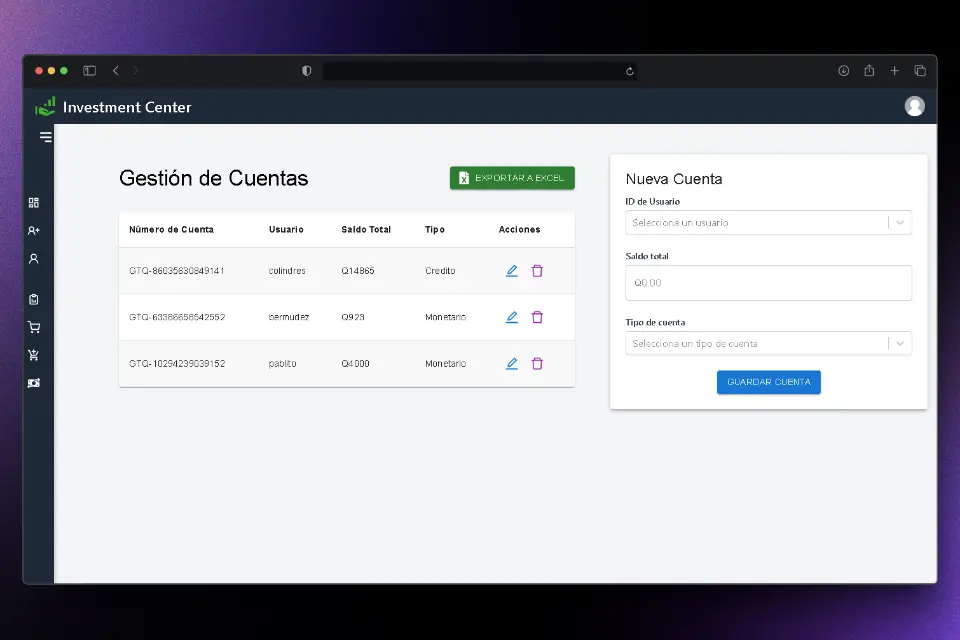 Investment Center
Gestión de Cuentas
EXPORTAR A EXCEL
Número de Cuenta Usuario Saldo Total Tipo Acciones
GTQ-86035630849141 colindres Q14865 Credito
GTQ-63386658542552 bermudez Q923 Monetario
GTQ-10294239039152 pablito Q4000 Monetario
Nueva Cuenta
ID de Usuario
Selecciona un usuario
Saldo total
Q0.00
Tipo de cuenta
Selecciona un tipo de cuenta
GUARDAR CUENTA